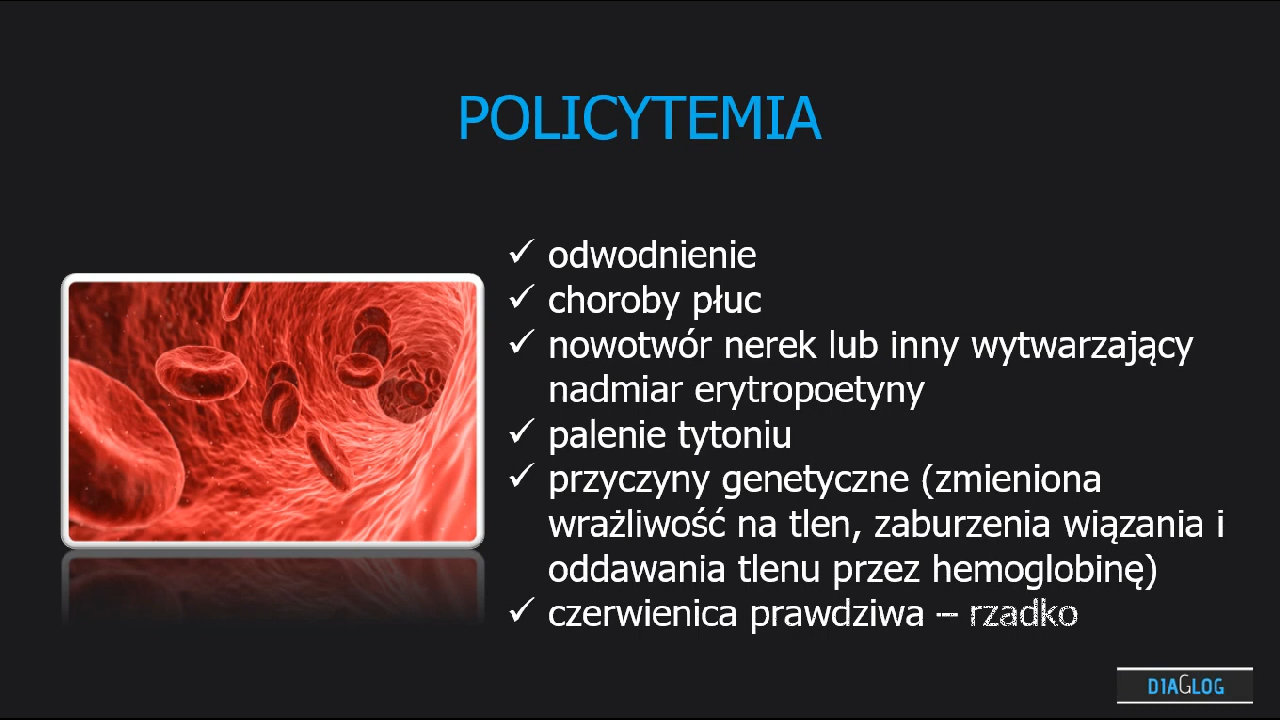 POLICYTEMIA
✓ odwodnienie
✓ choroby płuc
✓ nowotwór nerek lub inny wytwarzający
nadmiar erytropoetyny
✓ palenie tytoniu
✓ przyczyny genetyczne (zmieniona
wrażliwość na tlen, zaburzenia wiązania i
oddawania tlenu przez hemoglobinę)
✓ czerwienica prawdziwa – rzadko
DIAGLOG